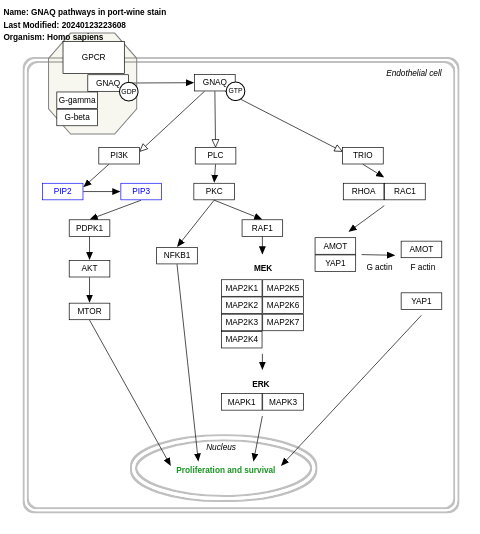 Name: GNAQ pathways in port-wine stain
Last Modified: 20240123223608
Organism: Homo sapiens
GPCR
Endothelial cell
GNAQ
GDP
GNAQ
GTP
G-gamma
G-beta
PI3K
PLC
TRIO
PIP2
PIP3
PKC
RHOA
RAC1
PDPK1
RAF1
NFKB1
AMOT
YAP1
G actin
AMOT
F actin
AKT
MEK
MAP2K1
MAP2K5
MAP2K2
MAP2K6
MAP2K3
MAP2K7
MAP2K4
MTOR
YAP1
ERK
MAPK1
MAPK3
Nucleus
Proliferation and survival